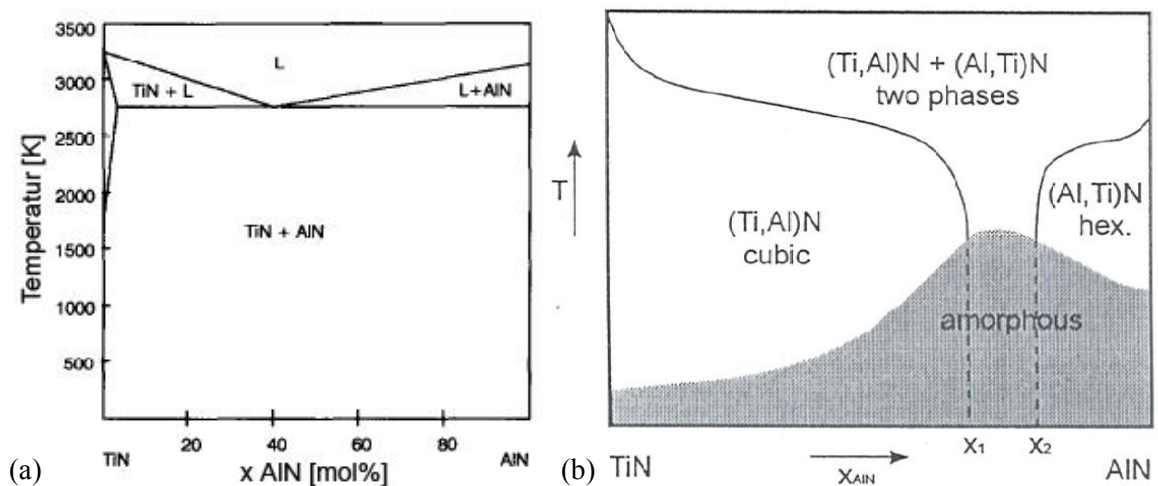 3500
3000
2500
2000
1500
1000
500
Temperatur [K]
L
TiN + L
L+AlN
TiN + AlN
20
40
60
80
TiN
x AlN [mol%]
AlN
(a)
(Ti,Al)N + (Al,Ti)N
two phases
T
(Ti,Al)N
cubic
(Al,Ti)N
hex.
amorphous
X1
X2
TiN
XAlN
AlN
(b)